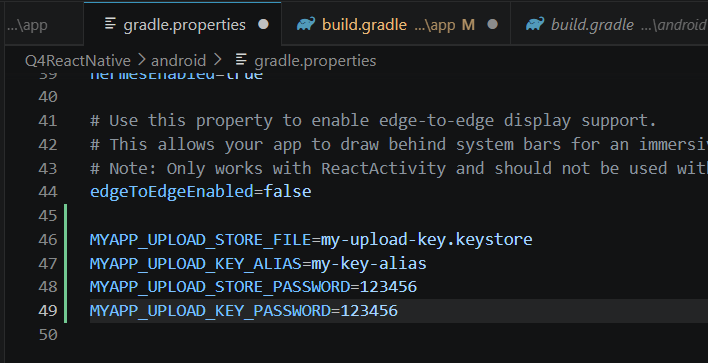 ...\app
gradle.properties
build.gradle ...\app M
build.gradle ...\android
Q4ReactNative > android > gradle.properties
39 hermesEnabled=true
40
41 # Use this property to enable edge-to-edge display support.
42 # This allows your app to draw behind system bars for an immersi
43 # Note: Only works with ReactActivity and should not be used wit
44 edgeToEdgeEnabled=false
45
46 MYAPP_UPLOAD_STORE_FILE=my-upload-key.keystore
47 MYAPP_UPLOAD_KEY_ALIAS=my-key-alias
48 MYAPP_UPLOAD_STORE_PASSWORD=123456
49 MYAPP_UPLOAD_KEY_PASSWORD=123456
50